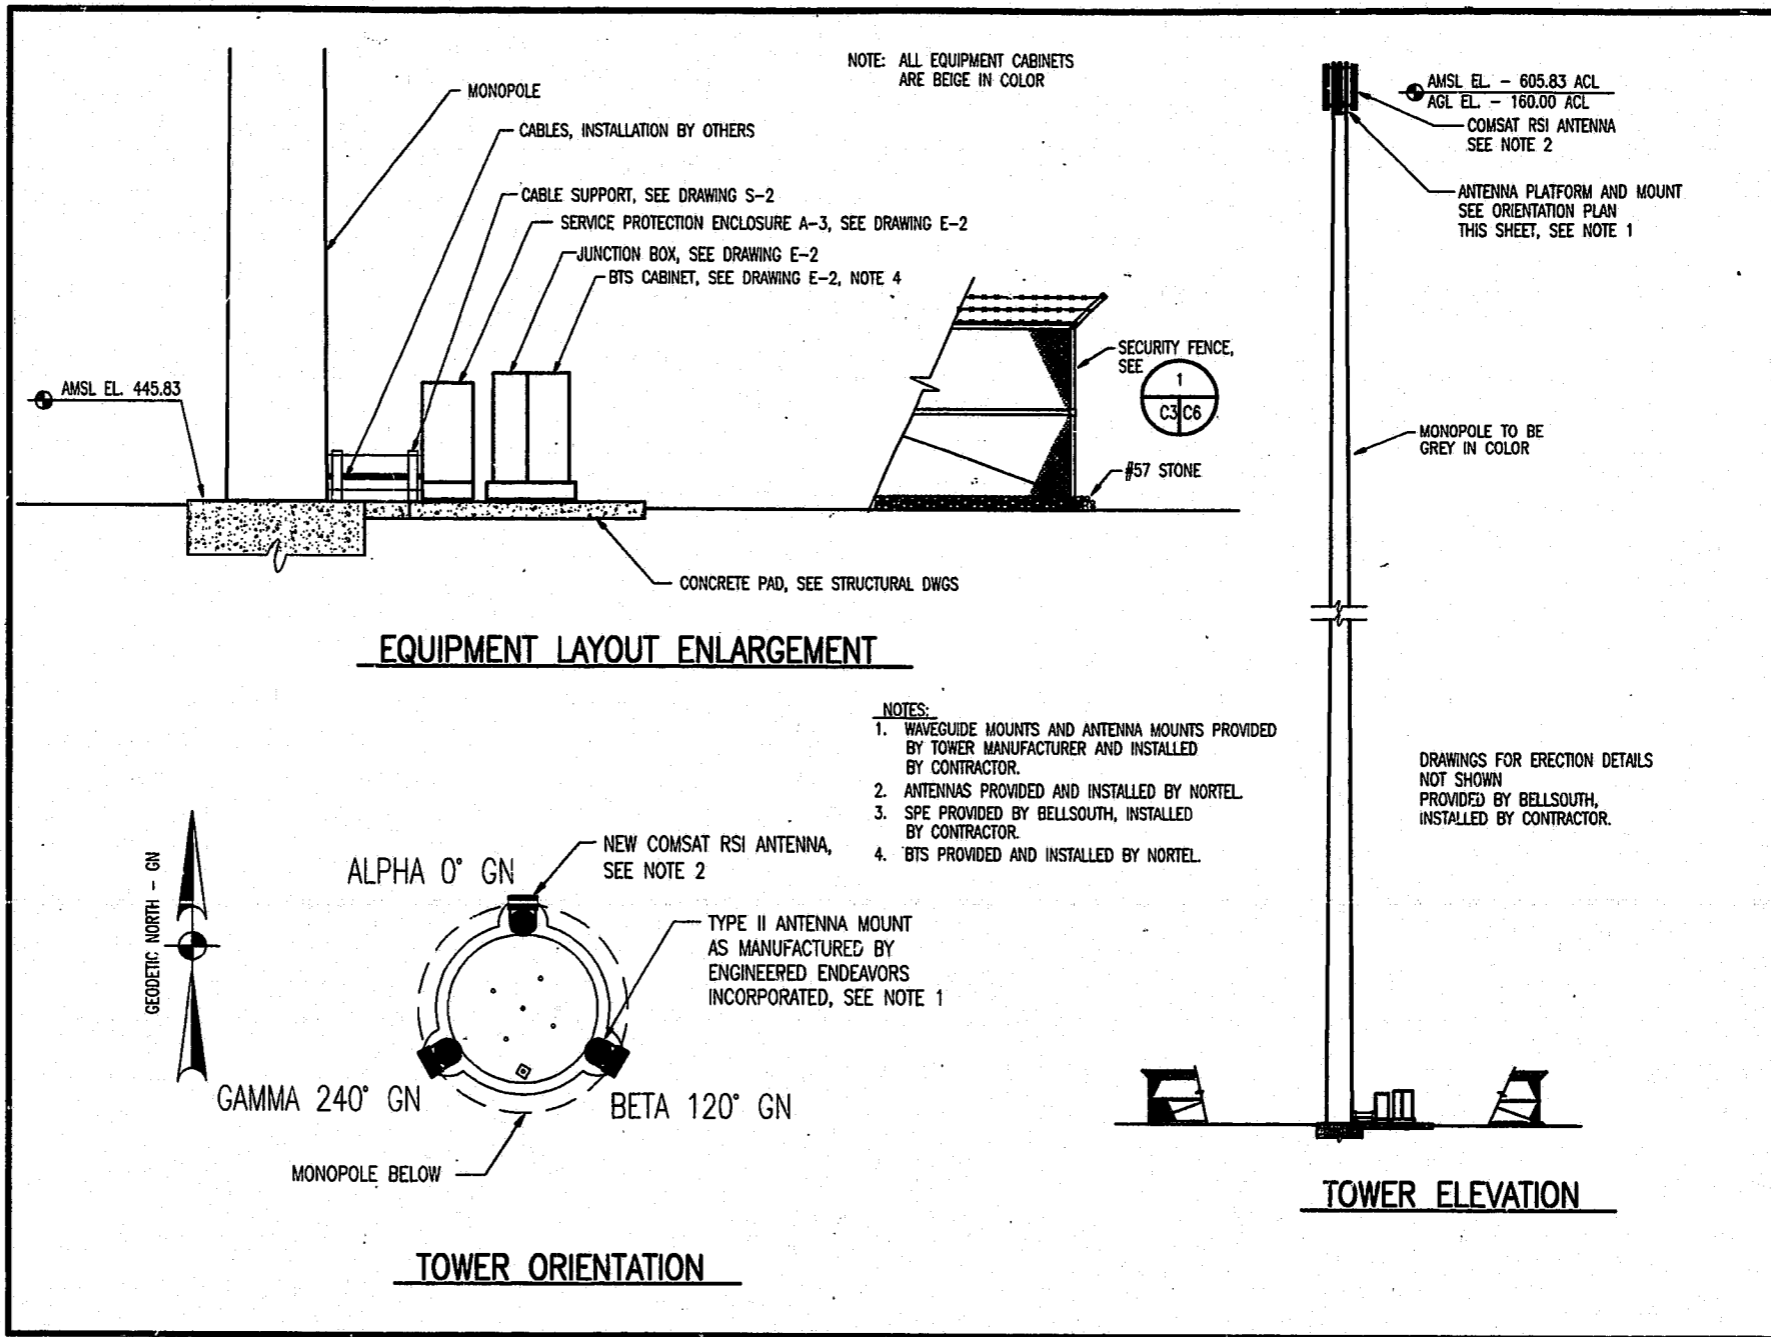 NOTE: ALL EQUIPMENT CABINETS
ARE BEIGE IN COLOR
MONOPOLE
CABLES, INSTALLATION BY OTHERS
CABLE SUPPORT, SEE DRAWING S-2
SERVICE PROTECTION ENCLOSURE A-3, SEE DRAWING E-2
JUNCTION BOX, SEE DRAWING E-2
BTS CABINET, SEE DRAWING E-2, NOTE 4
AMSL EL. 445.83
SECURITY FENCE,
SEE
1
C3 C6
#57 STONE
CONCRETE PAD, SEE STRUCTURAL DWGS
EQUIPMENT LAYOUT ENLARGEMENT
AMSL EL. - 605.83 ACL
AGL EL. - 160.00 ACL
COMSAT RSI ANTENNA
SEE NOTE 2
ANTENNA PLATFORM AND MOUNT
SEE ORIENTATION PLAN
THIS SHEET, SEE NOTE 1
MONOPOLE TO BE
GREY IN COLOR
NOTES:
1. WAVEGUIDE MOUNTS AND ANTENNA MOUNTS PROVIDED
BY TOWER MANUFACTURER AND INSTALLED
BY CONTRACTOR.
2. ANTENNAS PROVIDED AND INSTALLED BY NORTEL.
3. SPE PROVIDED BY BELLSOUTH, INSTALLED
BY CONTRACTOR.
4. BTS PROVIDED AND INSTALLED BY NORTEL.
DRAWINGS FOR ERECTION DETAILS
NOT SHOWN
PROVIDED BY BELLSOUTH,
INSTALLED BY CONTRACTOR.
GEODETIC NORTH - GN
ALPHA 0° GN
NEW COMSAT RSI ANTENNA,
SEE NOTE 2
TYPE II ANTENNA MOUNT
AS MANUFACTURED BY
ENGINEERED ENDEAVORS
INCORPORATED, SEE NOTE 1
GAMMA 240° GN
BETA 120° GN
MONOPOLE BELOW
TOWER ORIENTATION
TOWER ELEVATION